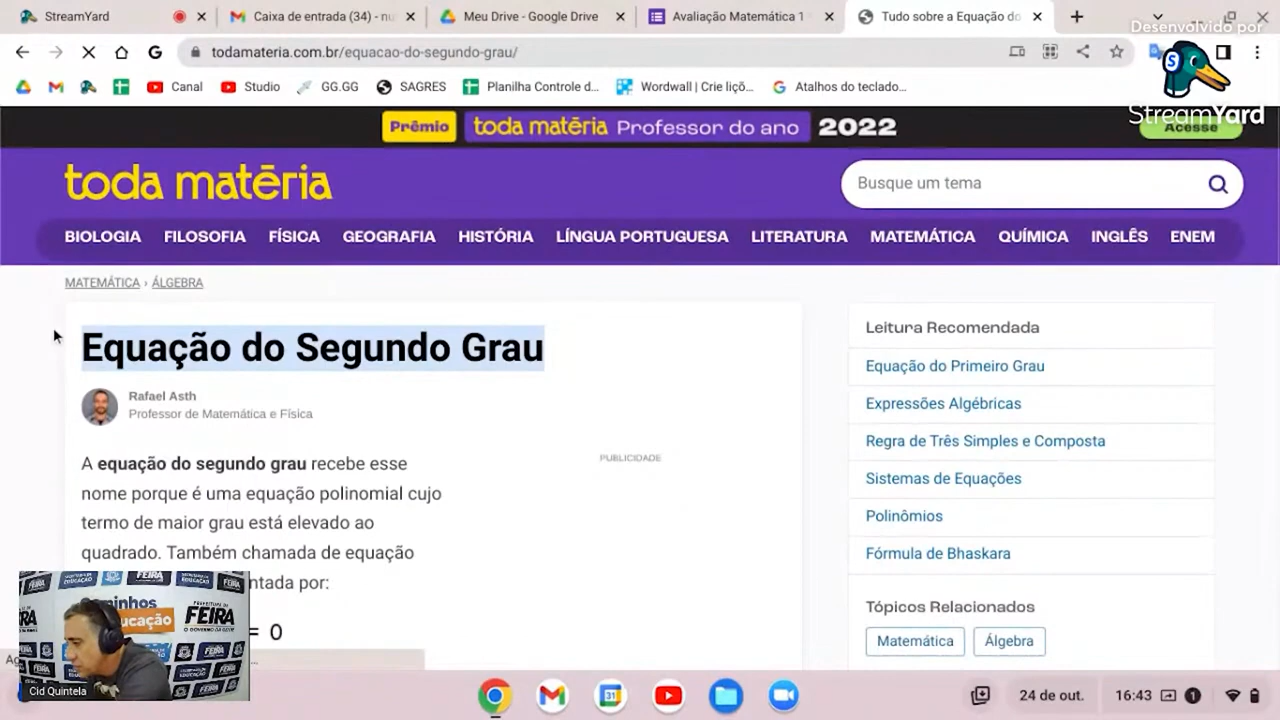 StreamYard
Caixa de entrada (34) - nu
Meu Drive - Google Drive
Avaliação Matemática 1
Tudo sobre a Equação do
Desenvolvido por
StreamYard
todamateria.com.br/equacao-do-segundo-grau/
Canal
Studio
GG.GG
SAGRES
Planilha Controle d...
Wordwall | Crie liçõ...
Atalhos do teclado...
Prêmio toda matéria Professor do ano 2022
Acesse
toda matéria
Busque um tema
BIOLOGIA FILOSOFIA FÍSICA GEOGRAFIA HISTÓRIA LÍNGUA PORTUGUESA LITERATURA MATEMÁTICA QUÍMICA INGLÊS ENEM
MATEMÁTICA › ÁLGEBRA
Equação do Segundo Grau
Rafael Asth
Professor de Matemática e Física
A equação do segundo grau recebe esse
nome porque é uma equação polinomial cujo
termo de maior grau está elevado ao
quadrado. Também chamada de equação
ntada por:
= 0
PUBLICIDADE
Leitura Recomendada
Equação do Primeiro Grau
Expressões Algébricas
Regra de Três Simples e Composta
Sistemas de Equações
Polinômios
Fórmula de Bhaskara
Tópicos Relacionados
Matemática
Álgebra
FEIRA
Cid Quintela
24 de out.
16:43
1